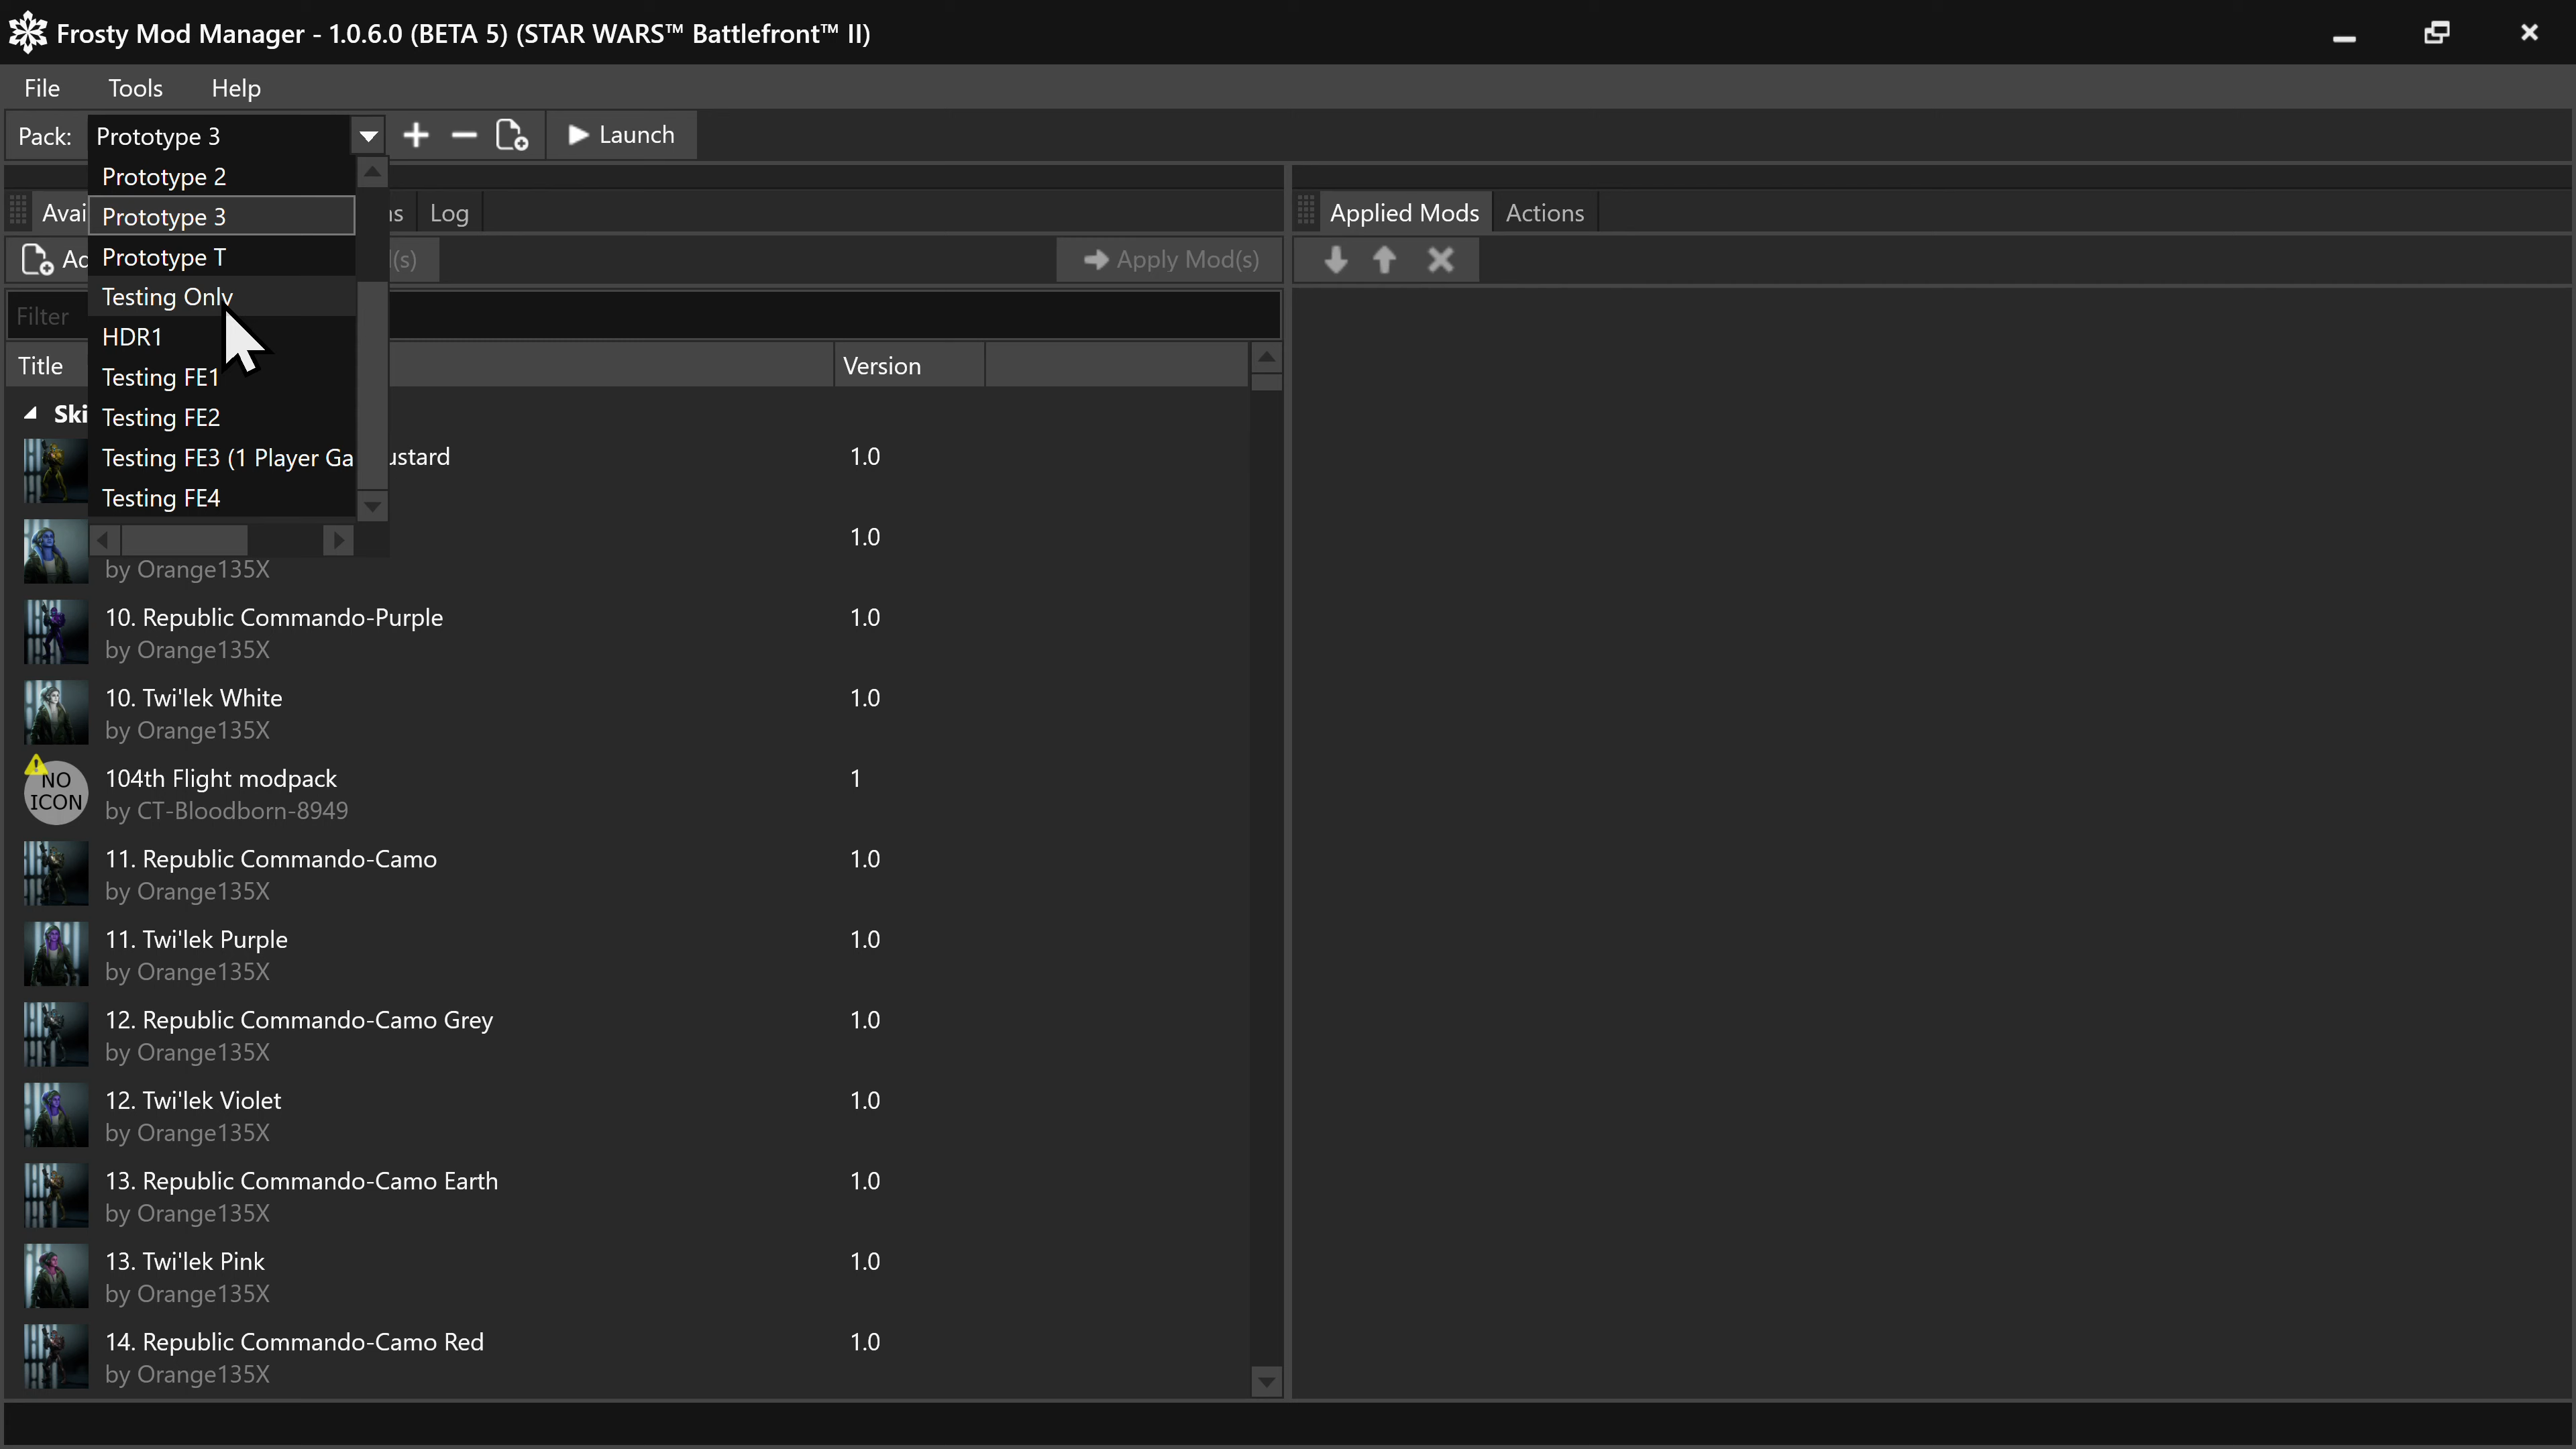 Frosty Mod Manager - 1.0.6.0 (BETA 5) (STAR WARS™ Battlefront™ II)
File Tools Help
Pack: Prototype 3 Launch
Prototype 2
Prototype 3
Prototype T
Testing Only
HDR1
Testing FE1
Testing FE2
Testing FE3 (1 Player Ga
Testing FE4
Log
Apply Mod(s)
Filter
Title Version
1.0
1.0
by Orange135X
10. Republic Commando-Purple 1.0
by Orange135X
10. Twi'lek White 1.0
by Orange135X
NO
ICON
104th Flight modpack 1
by CT-Bloodborn-8949
11. Republic Commando-Camo 1.0
by Orange135X
11. Twi'lek Purple 1.0
by Orange135X
12. Republic Commando-Camo Grey 1.0
by Orange135X
12. Twi'lek Violet 1.0
by Orange135X
13. Republic Commando-Camo Earth 1.0
by Orange135X
13. Twi'lek Pink 1.0
by Orange135X
14. Republic Commando-Camo Red 1.0
by Orange135X
Applied Mods Actions